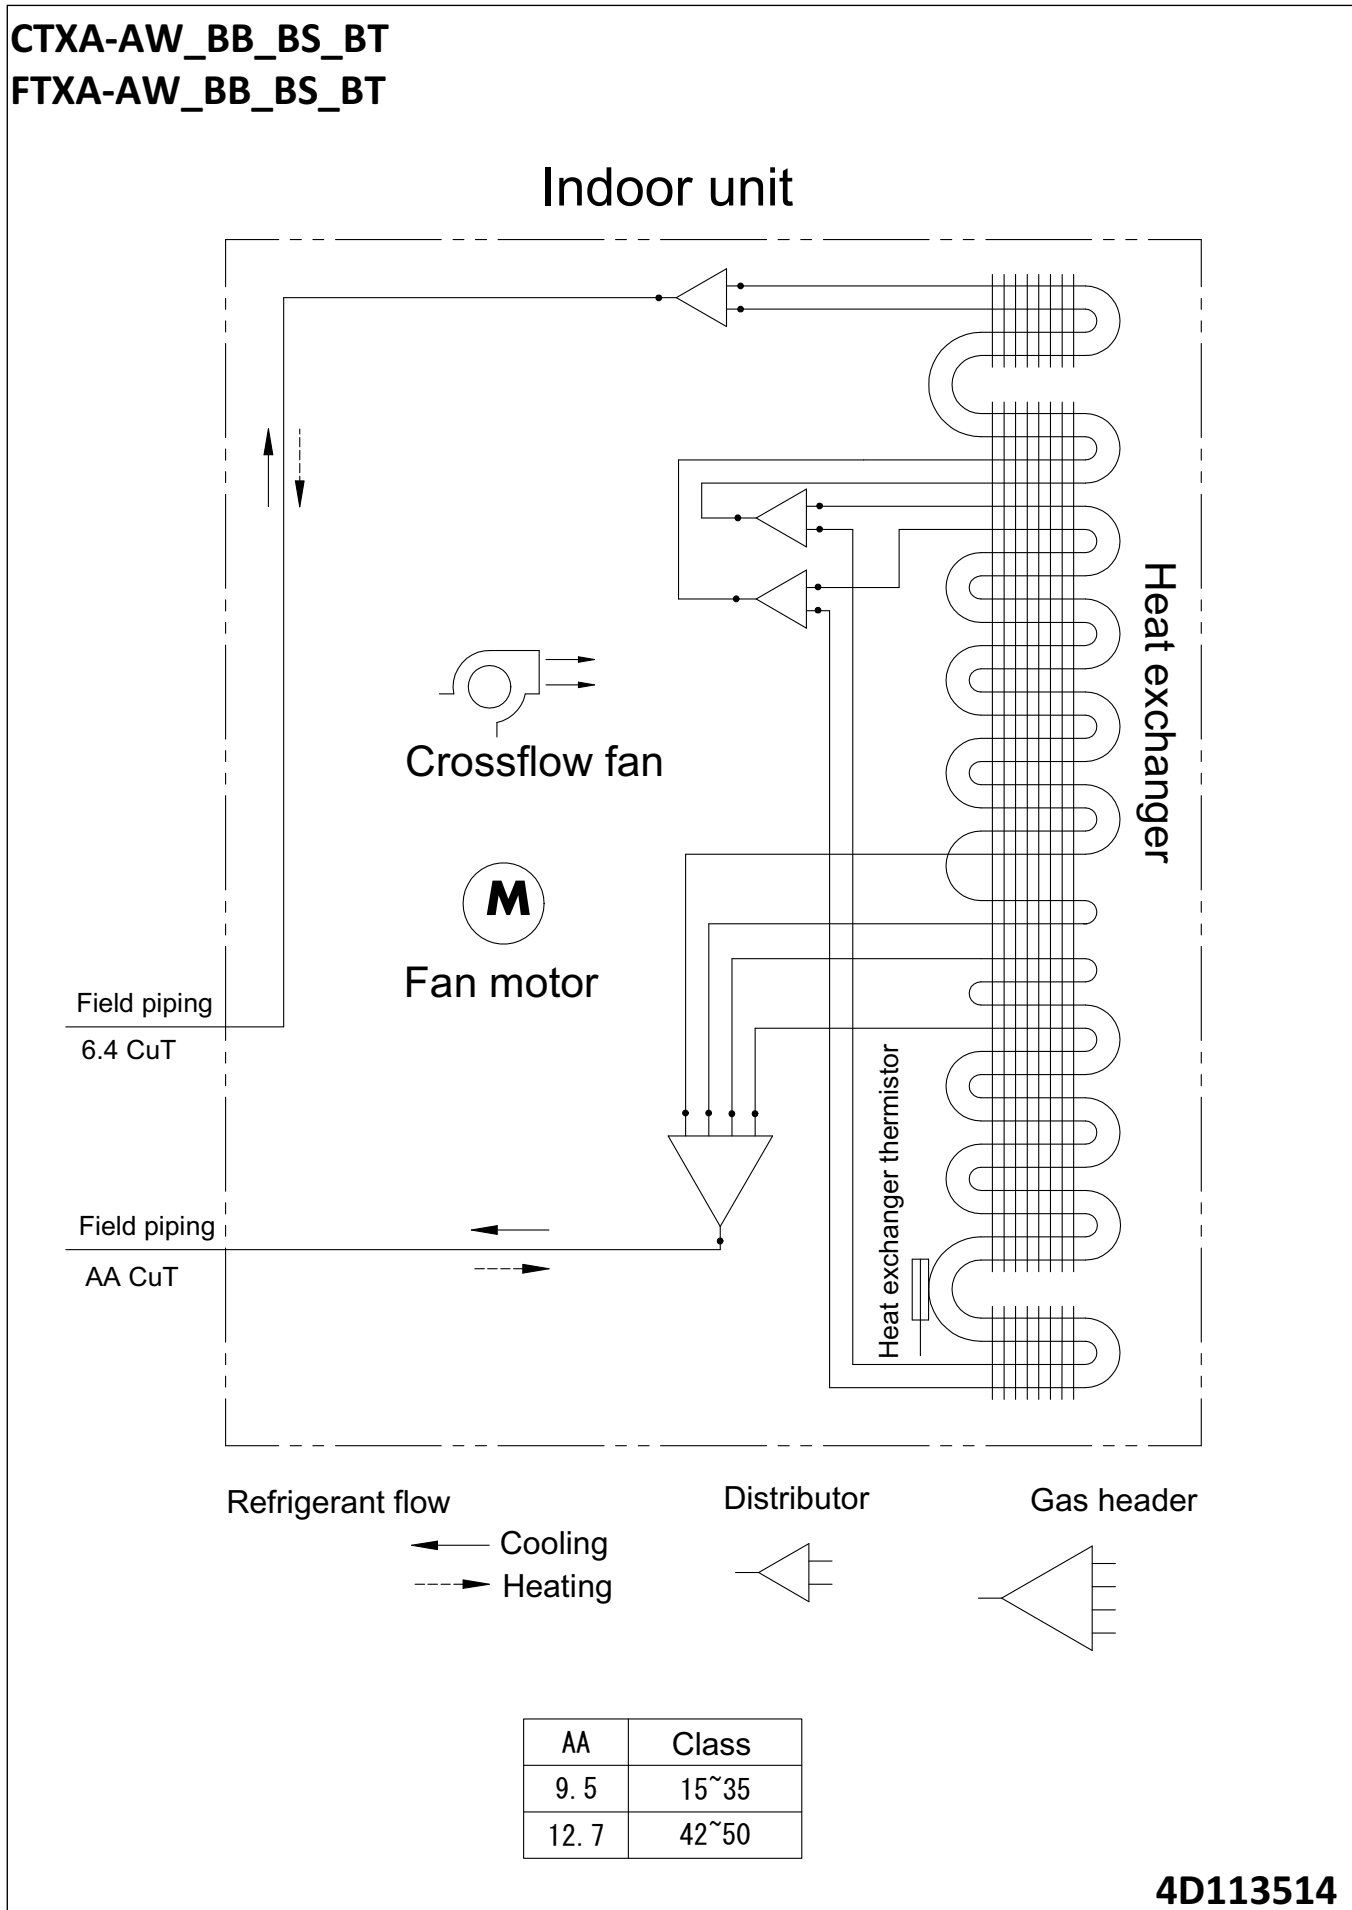 CTXA-AW_BB_BS_BT
FTXA-AW_BB_BS_BT
Indoor unit
Heat exchanger
Crossflow fan
M
Fan motor
Field piping
6.4 CuT
Heat exchanger thermistor
Field piping
AA CuT
Refrigerant flow
Cooling
Heating
Distributor
Gas header
AA Class
9.5 15~35
12.7 42~50
4D113514